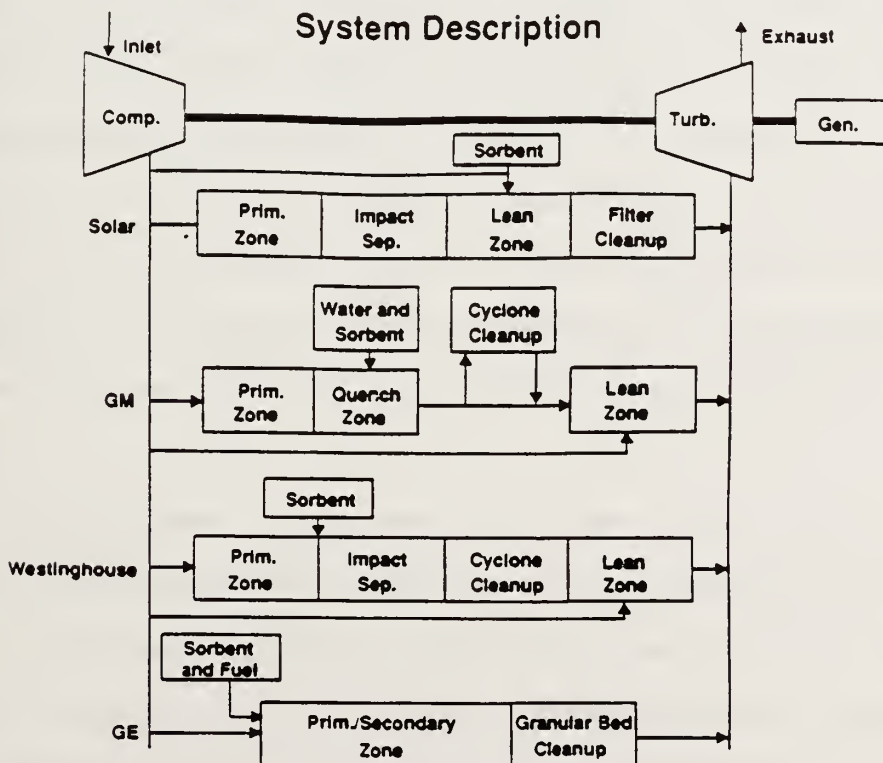 System Description
Inlet
Exhaust
Comp.
Turb.
Gen.
Sorbent
Solar
Prim.
Zone
Impact
Sep.
Lean
Zone
Filter
Cleanup
Water and
Sorbent
Cyclone
Cleanup
GM
Prim.
Zone
Quench
Zone
Lean
Zone
Sorbent
Westinghouse
Prim.
Zone
Impact
Sep.
Cyclone
Cleanup
Lean
Zone
Sorbent
and Fuel
GE
Prim./Secondary
Zone
Granular Bed
Cleanup